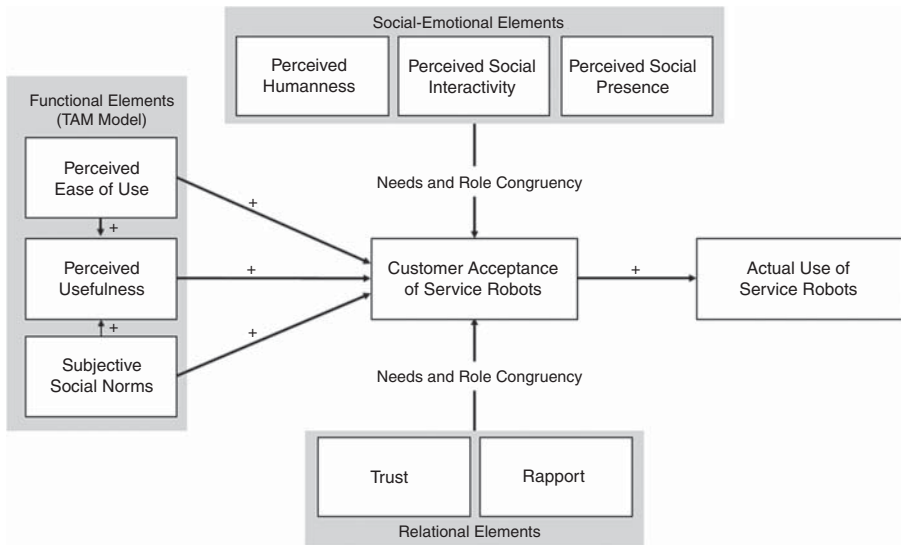 Social-Emotional Elements
Perceived
Humanness
Perceived Social
Interactivity
Perceived Social
Presence
Functional Elements
(TAM Model)
Perceived
Ease of Use
+
Perceived
Usefulness
+
Subjective
Social Norms
+
+
+
Needs and Role Congruency
Customer Acceptance
of Service Robots
+
Actual Use of
Service Robots
Needs and Role Congruency
Trust
Rapport
Relational Elements